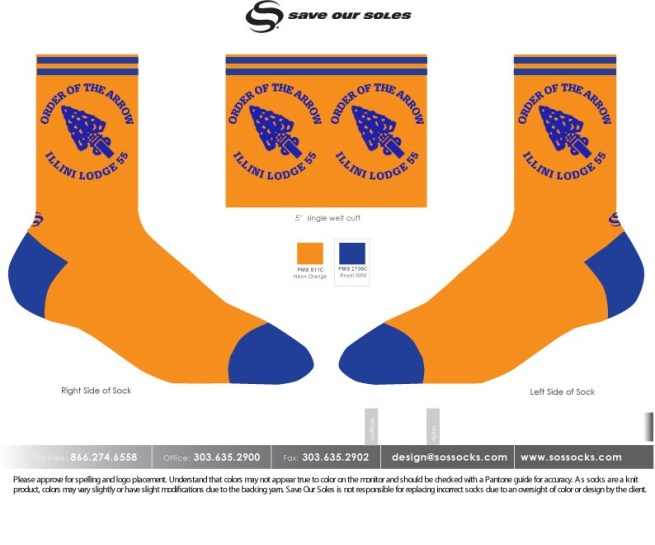 save our soles
ORDER OF THE ARROW
ILLINI LODGE 55
ORDER OF THE ARROW
ILLINI LODGE 55
ORDER OF THE ARROW
ILLINI LODGE 55
ORDER OF THE ARROW
ILLINI LODGE 55
5" single welt cuff
PMS 811C
Neon Orange
PMS 2736C
Royal 3050
Right Side of Sock
Left Side of Sock
Toll Free: 866.274.6558
Office: 303.635.2900
Fax: 303.635.2902
design@sossocks.com
www.sossocks.com
Please approve for spelling and logo placement. Understand that colors may not appear true to color on the monitor and should be checked with a Pantone guide for accuracy. As socks are a knit
product, colors may vary slightly or have slight modifications due to the backing yarn. Save Our Soles is not responsible for replacing incorrect socks due to an oversight of color or design by the client.